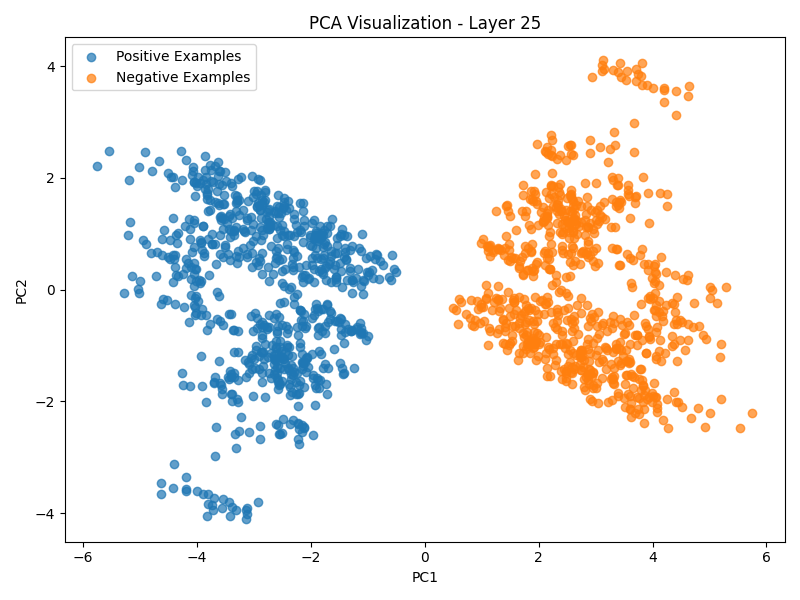 PCA Visualization - Layer 25
Positive Examples
Negative Examples
4
2
0
−2
−4
PC2
−6
−4
−2
0
2
4
6
PC1